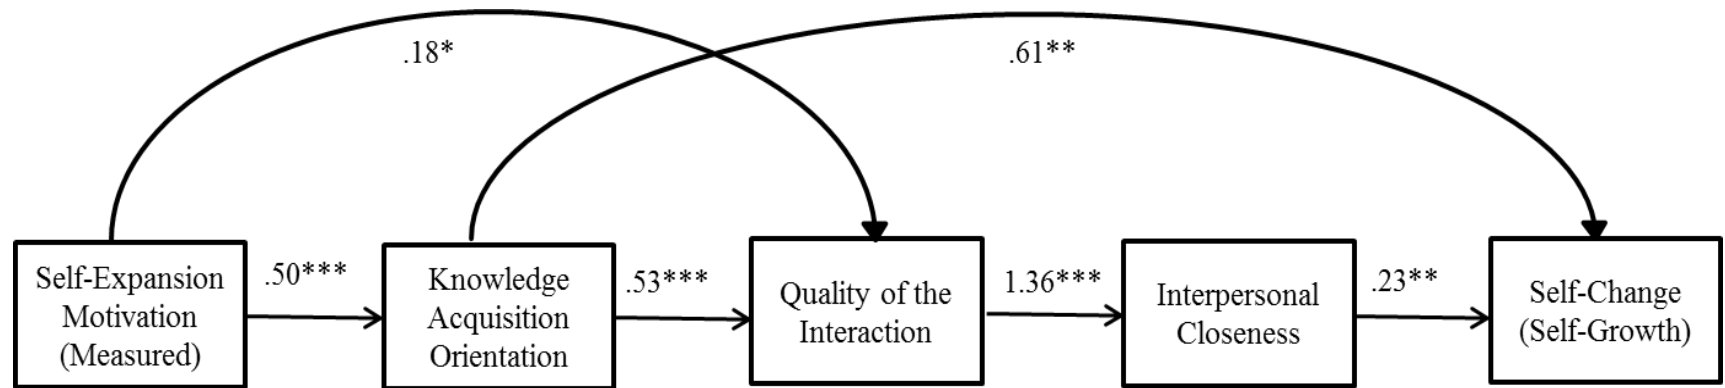 .18*
.61**
Self-Expansion
Motivation
(Measured)
.50***
Knowledge
Acquisition
Orientation
.53***
Quality of the
Interaction
1.36***
Interpersonal
Closeness
.23**
Self-Change
(Self-Growth)